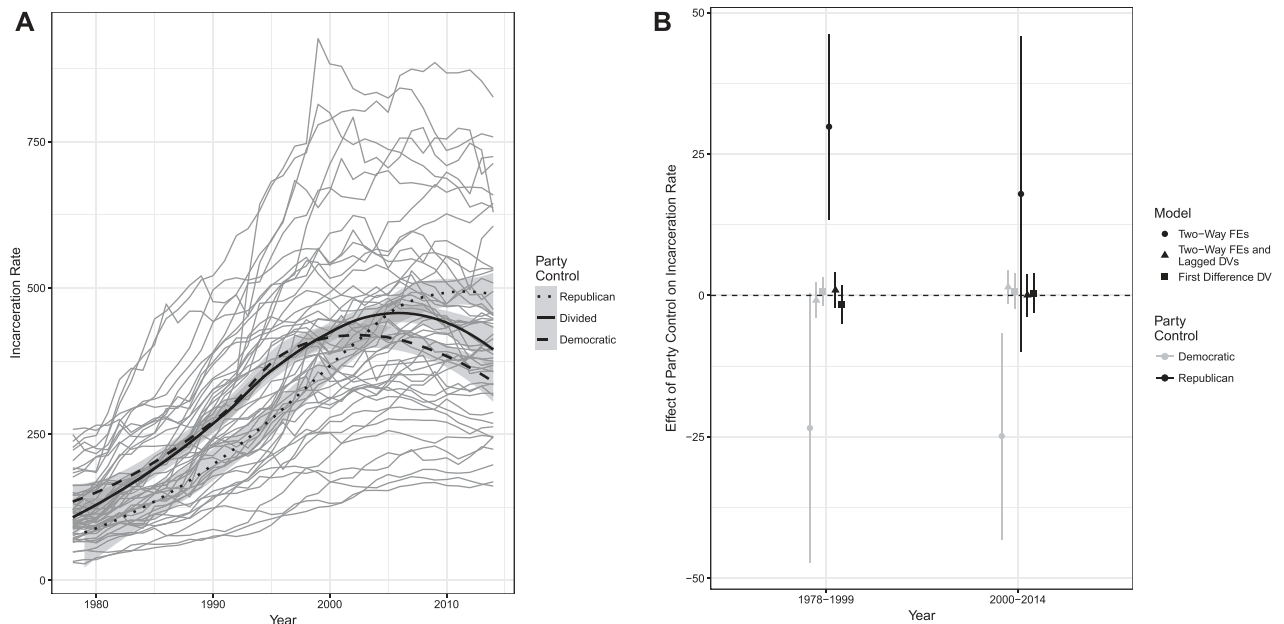 A
Incarceration Rate
750
500
250
0
1980
1990
2000
2010
Year
Party
Control
Republican
Divided
Democratic
B
Effect of Party Control on Incarceration Rate
50
25
0
−25
−50
1978−1999
2000−2014
Year
Model
Two−Way FEs
Two−Way FEs and
Lagged DVs
First Difference DV
Party
Control
Democratic
Republican